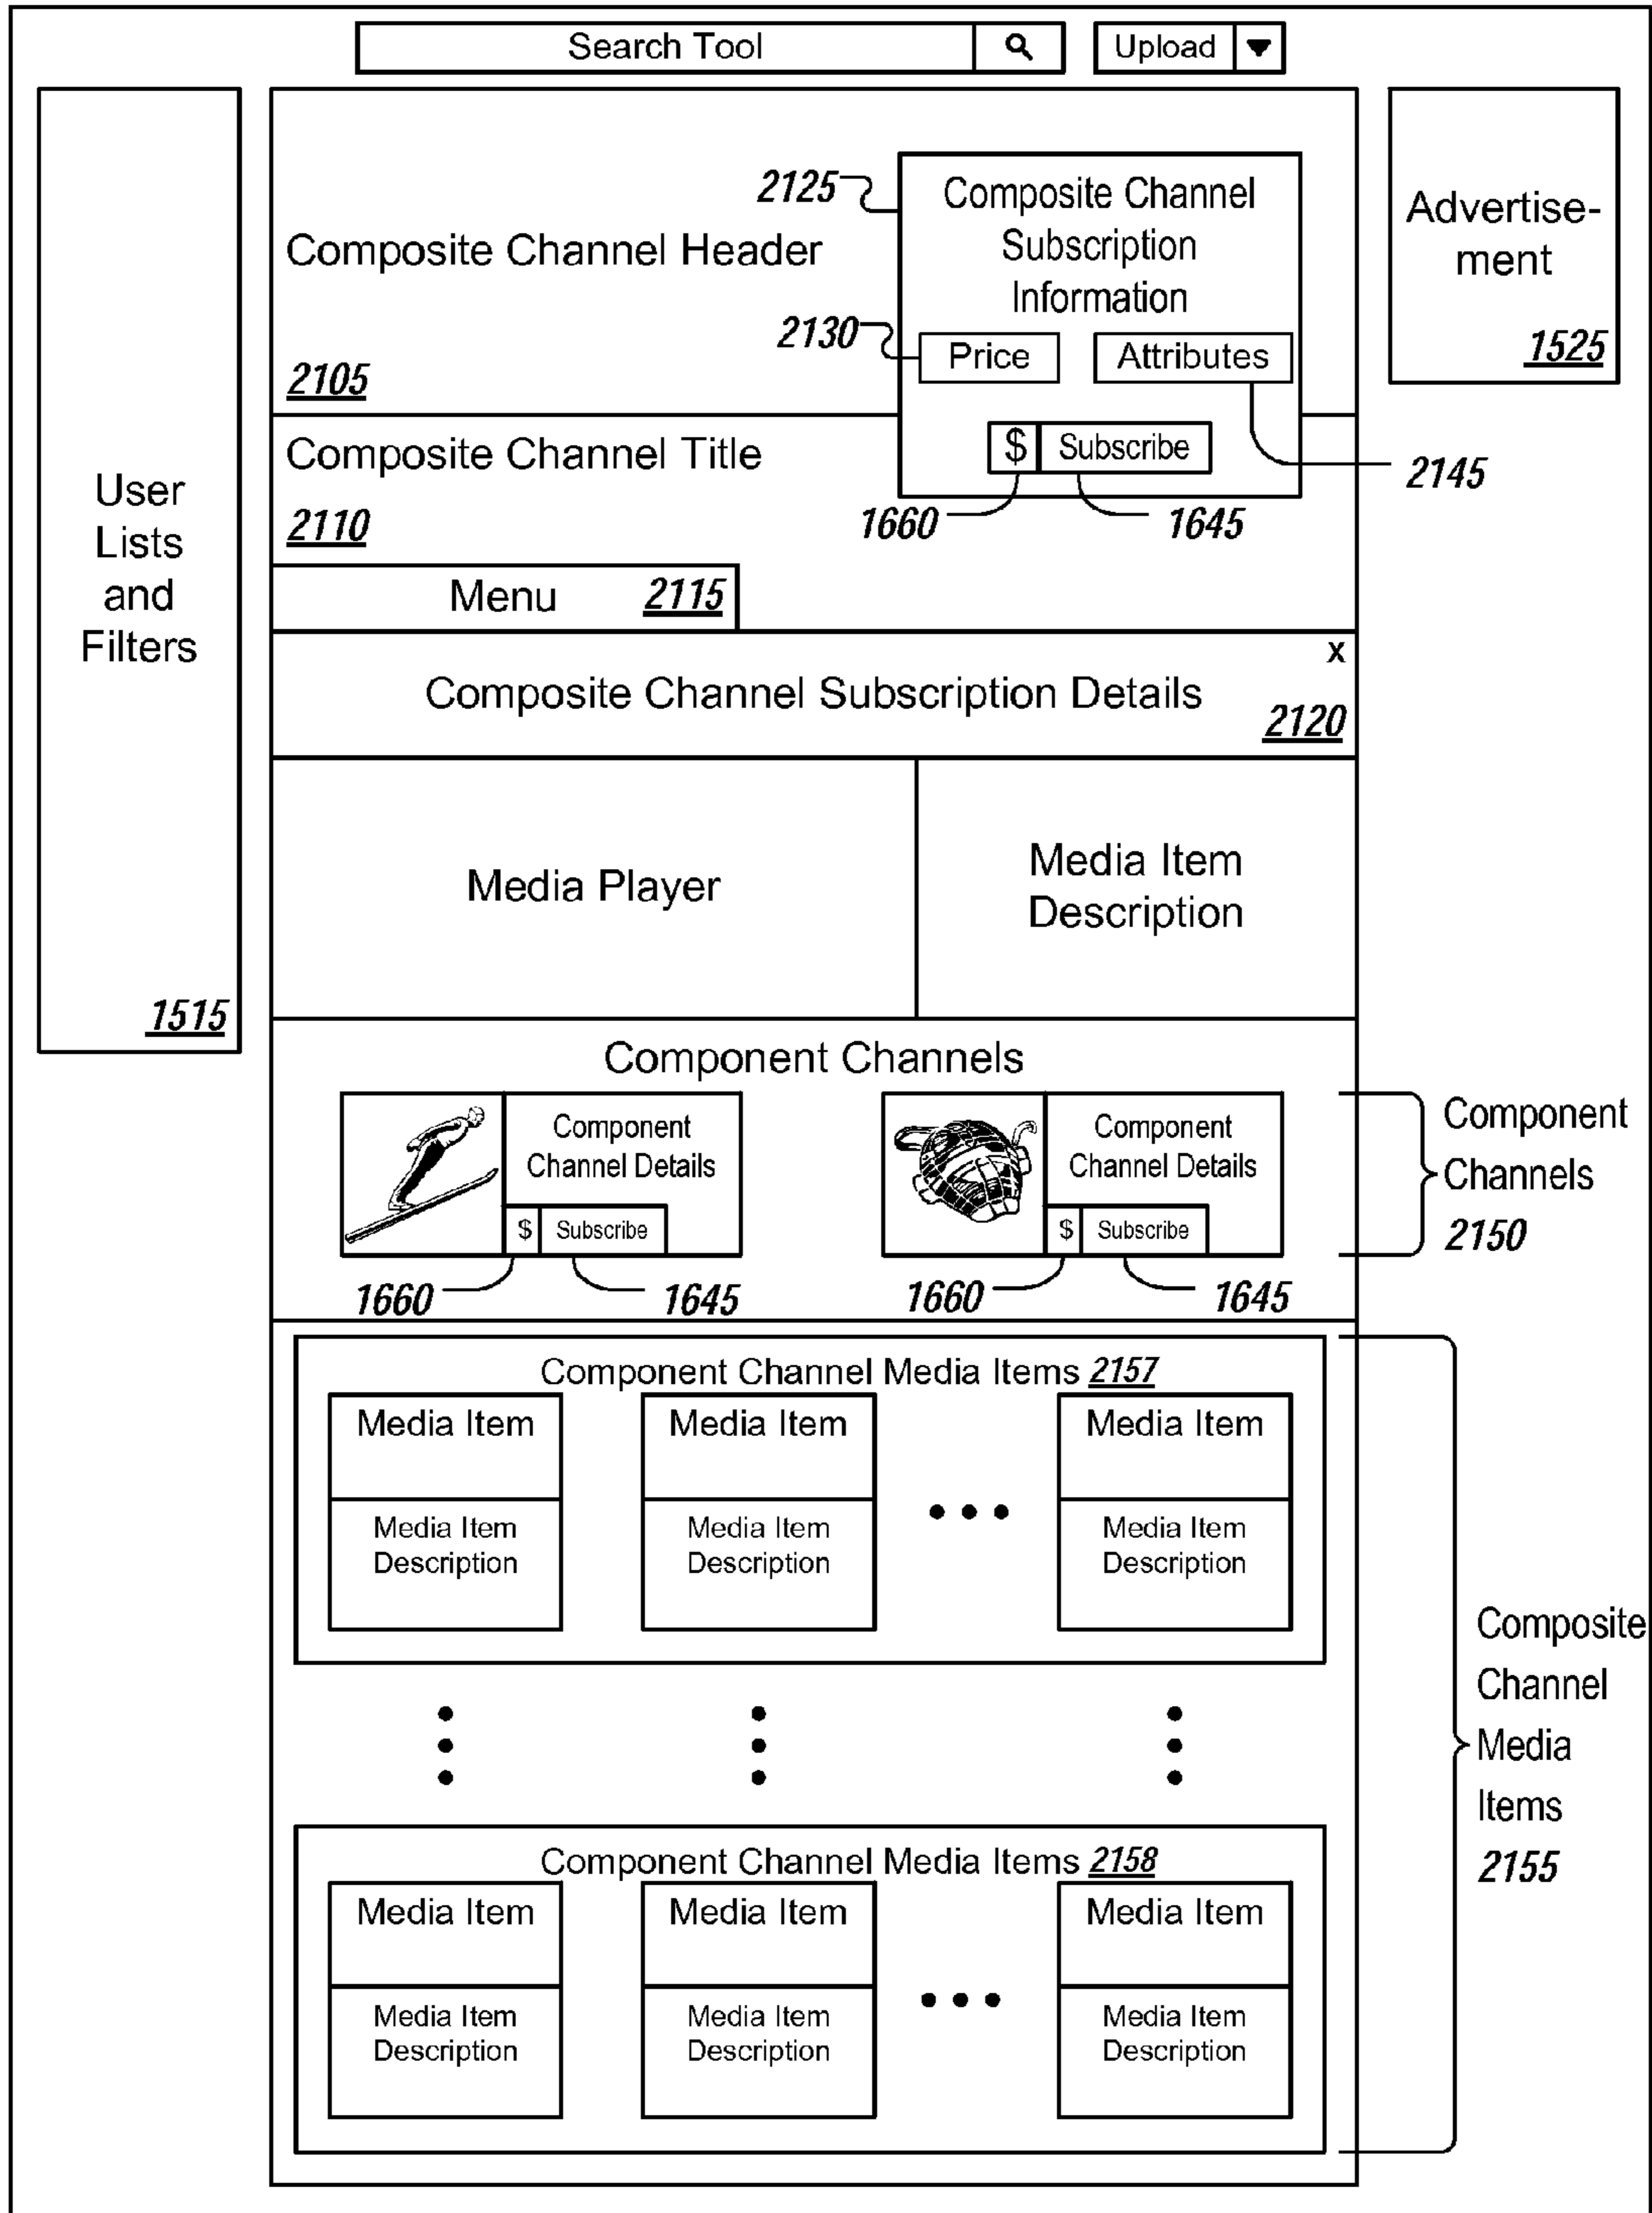 Search Tool
Upload
User
Lists
and
Filters
1515
Composite Channel Header
2105
2125
Composite Channel
Subscription
Information
2130
Price
Attributes
$
Subscribe
1660
1645
2145
Advertise-
ment
1525
Composite Channel Title
2110
Menu 2115
x
Composite Channel Subscription Details
2120
Media Player
Media Item
Description
Component Channels
Component
Channel Details
$
Subscribe
1660
1645
Component
Channel Details
$
Subscribe
1660
1645
Component
Channels
2150
Component Channel Media Items 2157
Media Item
Media Item
Description
Media Item
Media Item
Description
Media Item
Media Item
Description
Component Channel Media Items 2158
Media Item
Media Item
Description
Media Item
Media Item
Description
Media Item
Media Item
Description
Composite
Channel
Media
Items
2155